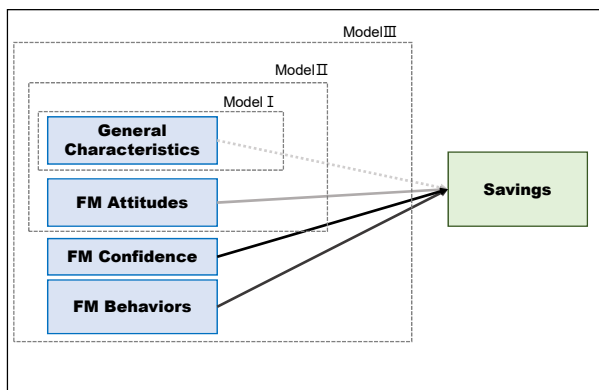 ModelⅢ
ModelⅡ
Model Ⅰ
General
Characteristics
FM Attitudes
FM Confidence
FM Behaviors
Savings